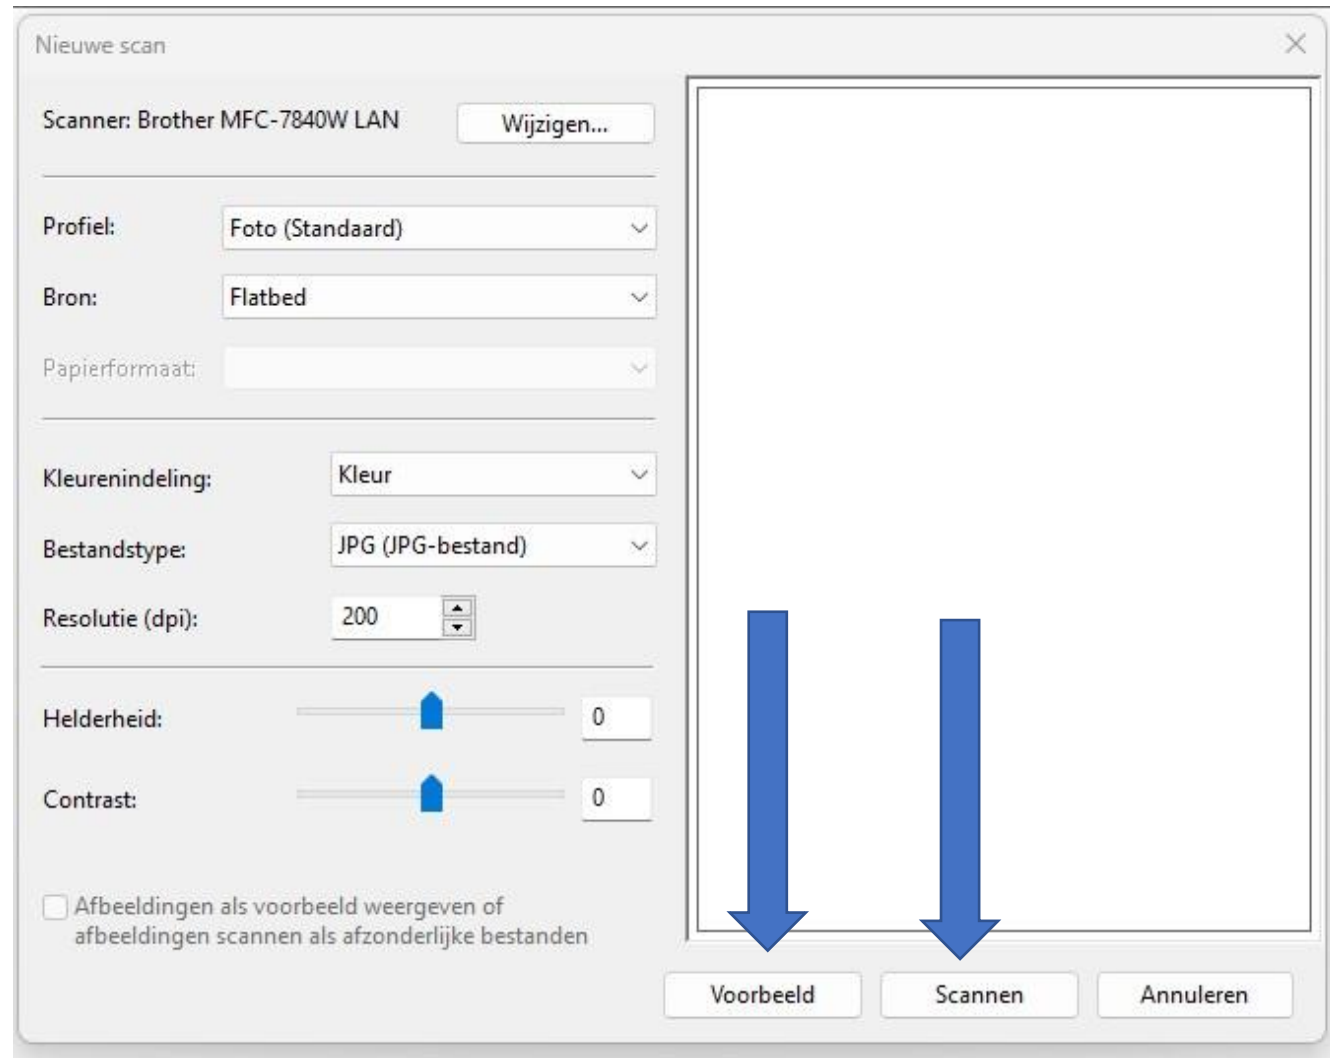 Nieuwe scan
Scanner: Brother MFC-7840W LAN Wijzigen...
Profiel: Foto (Standaard)
Bron: Flatbed
Papierformaat:
Kleurenindeling: Kleur
Bestandstype: JPG (JPG-bestand)
Resolutie (dpi): 200
Helderheid: 0
Contrast: 0
Afbeeldingen als voorbeeld weergeven of
afbeeldingen scannen als afzonderlijke bestanden
Voorbeeld Scannen Annuleren